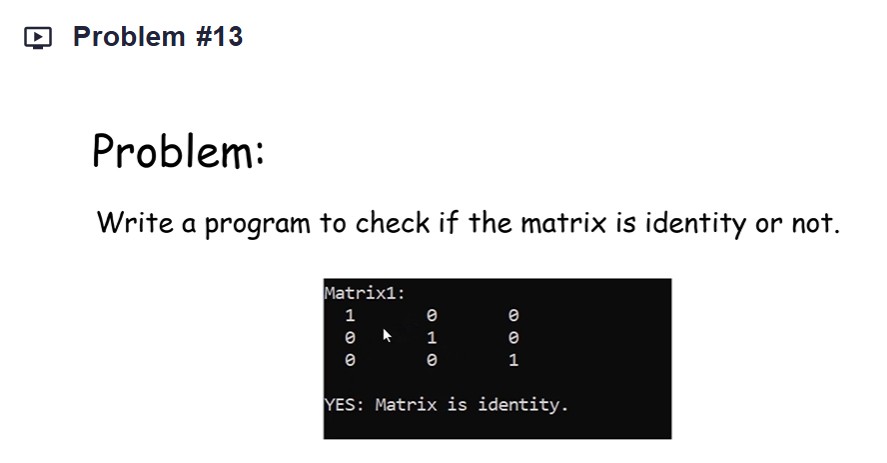 Problem #13
Problem:
Write a program to check if the matrix is identity or not.
Matrix1:
1 0 0
0 1 0
0 0 1
YES: Matrix is identity.